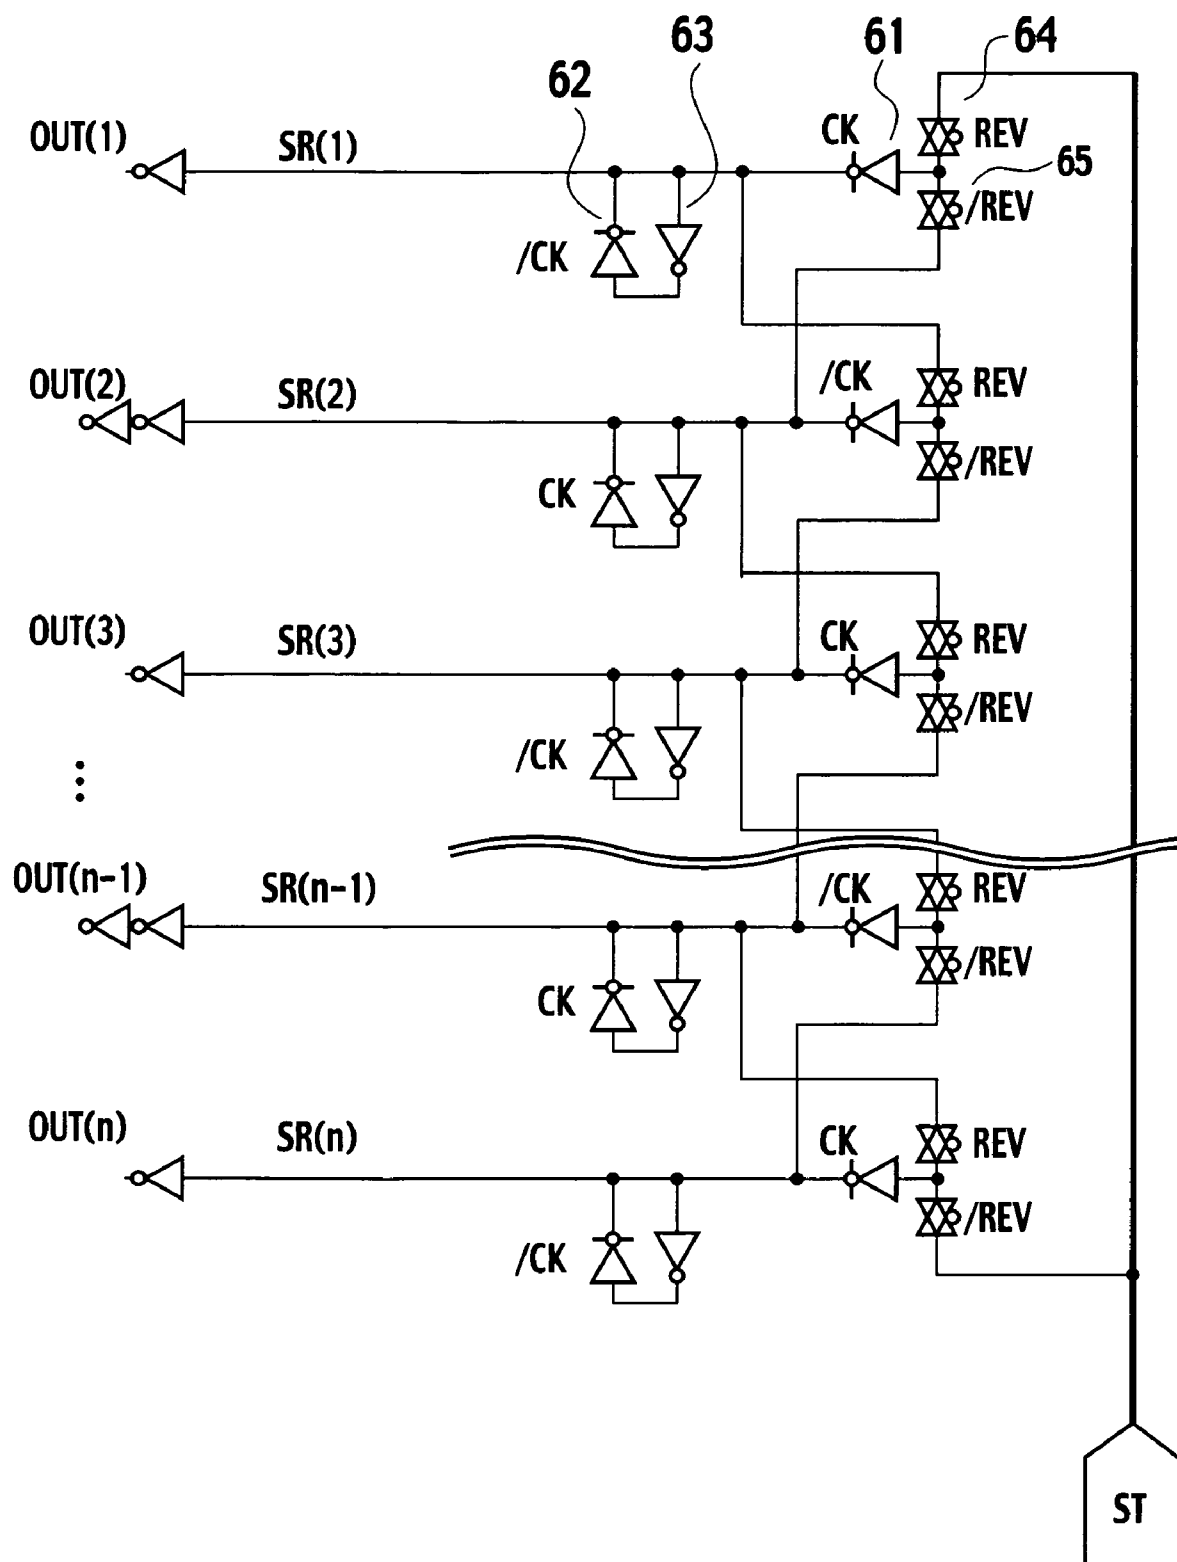 63
61
64
62
OUT(1)
SR(1)
CK
REV
65
/REV
/CK
OUT(2)
SR(2)
/CK
REV
/REV
CK
OUT(3)
SR(3)
CK
REV
/REV
/CK
⋮
OUT(n-1)
SR(n-1)
/CK
REV
/REV
CK
OUT(n)
SR(n)
CK
REV
/REV
/CK
ST